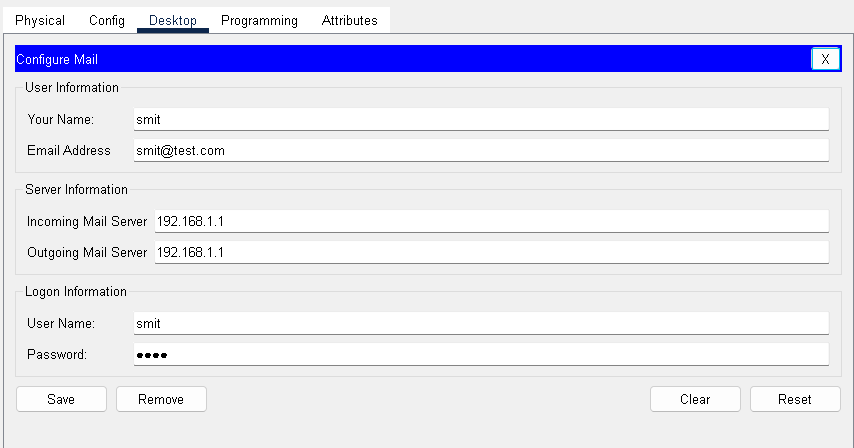 Physical Config Desktop Programming Attributes
Configure Mail X
User Information
Your Name: smit
Email Address smit@test.com
Server Information
Incoming Mail Server 192.168.1.1
Outgoing Mail Server 192.168.1.1
Logon Information
User Name: smit
Password: ●●●●
Save Remove Clear Reset